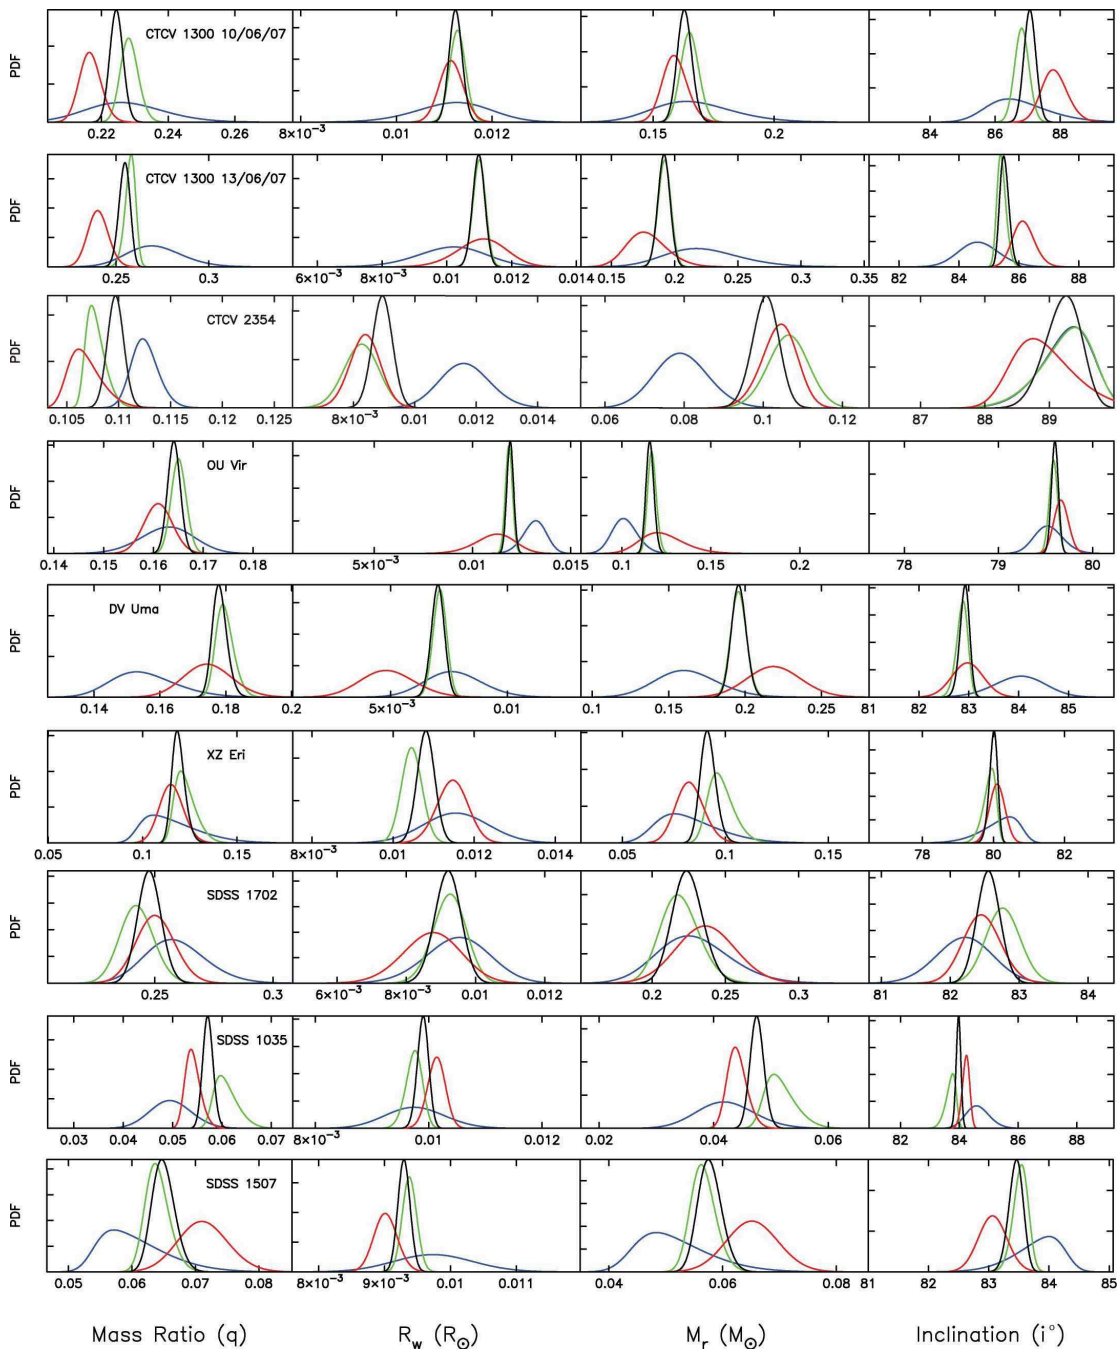 PDF
CTCV 1300 10/06/07
0.22 0.24 0.26 8×10⁻³ 0.01 0.012 0.15 0.2 84 86 88
PDF
CTCV 1300 13/06/07
0.25 0.3 6×10⁻³ 8×10⁻³ 0.01 0.012 0.014 0.15 0.2 0.25 0.3 0.35 82 84 86 88
PDF
CTCV 2354
0.105 0.11 0.115 0.12 0.125 8×10⁻³ 0.01 0.012 0.014 0.06 0.08 0.1 0.12 87 88 89
PDF
OU Vir
0.14 0.15 0.16 0.17 0.18 5×10⁻³ 0.01 0.015 0.1 0.15 0.2 78 79 80
PDF
DV Uma
0.14 0.16 0.18 0.2 5×10⁻³ 0.01 0.1 0.15 0.2 0.25 81 82 83 84 85
PDF
XZ Eri
0.05 0.1 0.15 8×10⁻³ 0.01 0.012 0.014 0.05 0.1 0.15 78 80 82
PDF
SDSS 1702
0.25 0.3 6×10⁻³ 8×10⁻³ 0.01 0.012 0.2 0.25 0.3 81 82 83 84
PDF
SDSS 1035
0.03 0.04 0.05 0.06 0.07 8×10⁻³ 0.01 0.012 0.02 0.04 0.06 82 84 86 88
PDF
SDSS 1507
0.05 0.06 0.07 0.08 8×10⁻³ 9×10⁻³ 0.01 0.011 0.04 0.06 0.08 81 82 83 84 85
Mass Ratio (q) R_w (R_⊙) M_r (M_⊙) Inclination (i°)